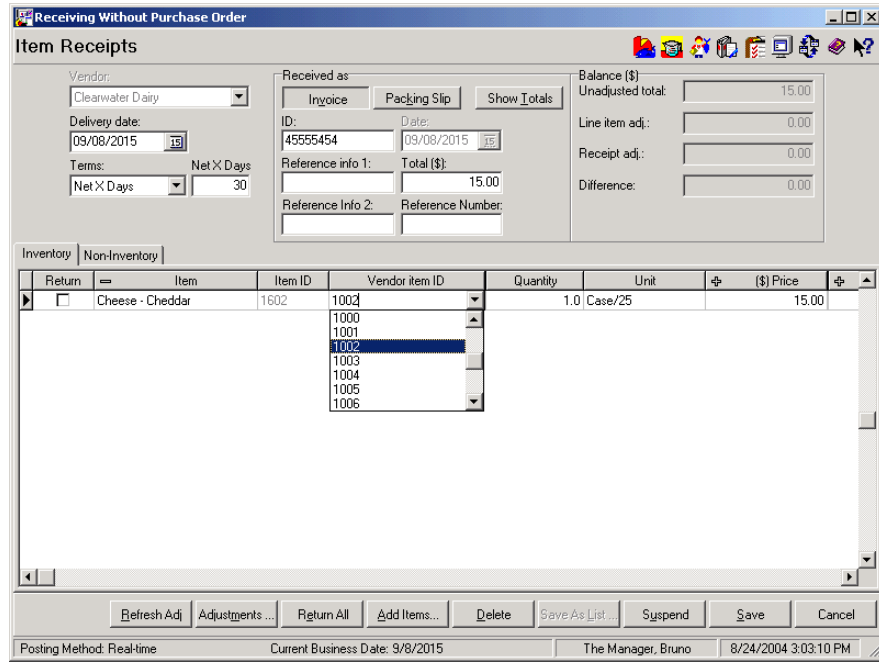 Receiving Without Purchase Order
Item Receipts
Vendor:
Clearwater Dairy
Delivery date:
09/08/2015
15
Terms:
Net X Days
Net X Days
30
Received as
Invoice
Packing Slip
Show Totals
ID:
Date:
45555454
09/08/2015
15
Reference info 1:
Total ($):
15.00
Reference Info 2:
Reference Number:
Balance ($)
Unadjusted total:
15.00
Line item adj.:
0.00
Receipt adj.:
0.00
Difference:
0.00
Inventory
Non-Inventory
Return Item Item ID Vendor item ID Quantity Unit ($) Price
Cheese - Cheddar 1602 1002 1.0 Case/25 15.00
1000
1001
1002
1003
1004
1005
1006
Refresh Adj
Adjustments ...
Return All
Add Items...
Delete
Save As List ...
Suspend
Save
Cancel
Posting Method: Real-time
Current Business Date: 9/8/2015
The Manager, Bruno
8/24/2004 3:03:10 PM